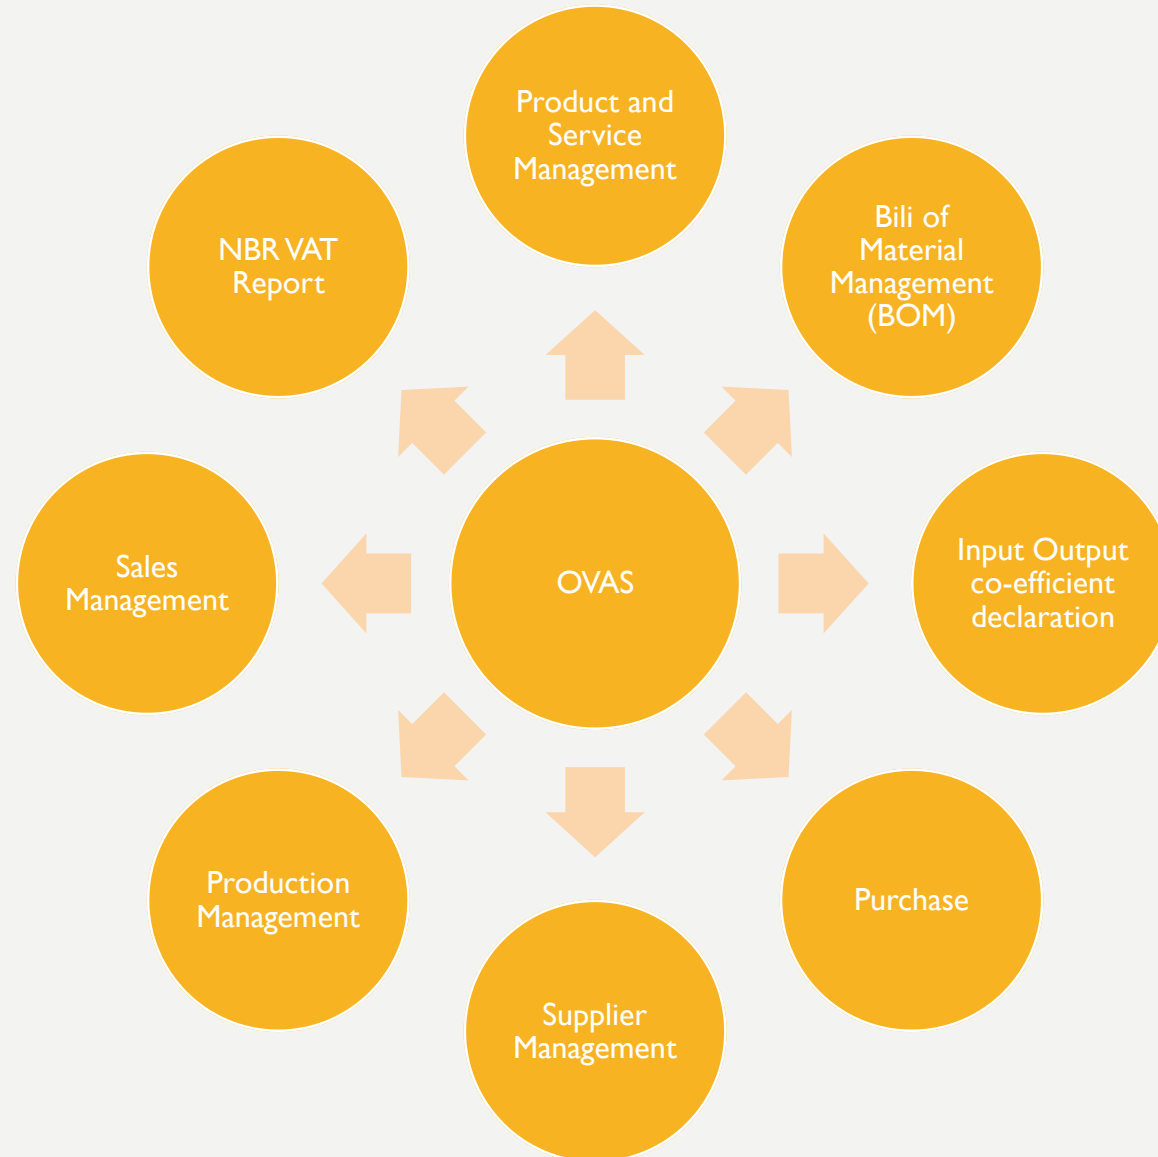 Product and
Service
Management
Bili of
Material
Management
(BOM)
Input Output
co-efficient
declaration
Purchase
Supplier
Management
Production
Management
Sales
Management
NBR VAT
Report
OVAS